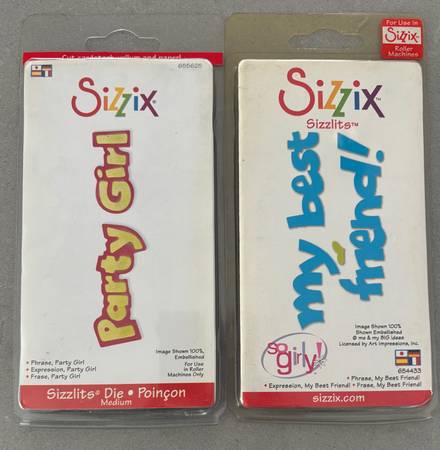 Cut cardstock, vellum and paper!
655625
Sizzix
Party Girl
Image Shown 100%,
Embellished
For Use
in Roller
Machines Only
• Phrase, Party Girl
• Expression, Party Girl
• Frase, Party Girl
Sizzlits® Die • Poinçon
Medium
For Use in
Sizzix
Roller
Machines
Sizzix™
Sizzlits™
my best
friend!
so
girly!
Image Shown 100%
Shown Embellished
© me & my BIG ideas
Licensed by Art Impressions, Inc.
654433
• Phrase, My Best Friend!
• Expression, My Best Friend! • Frase, My Best Friend!
sizzix.com